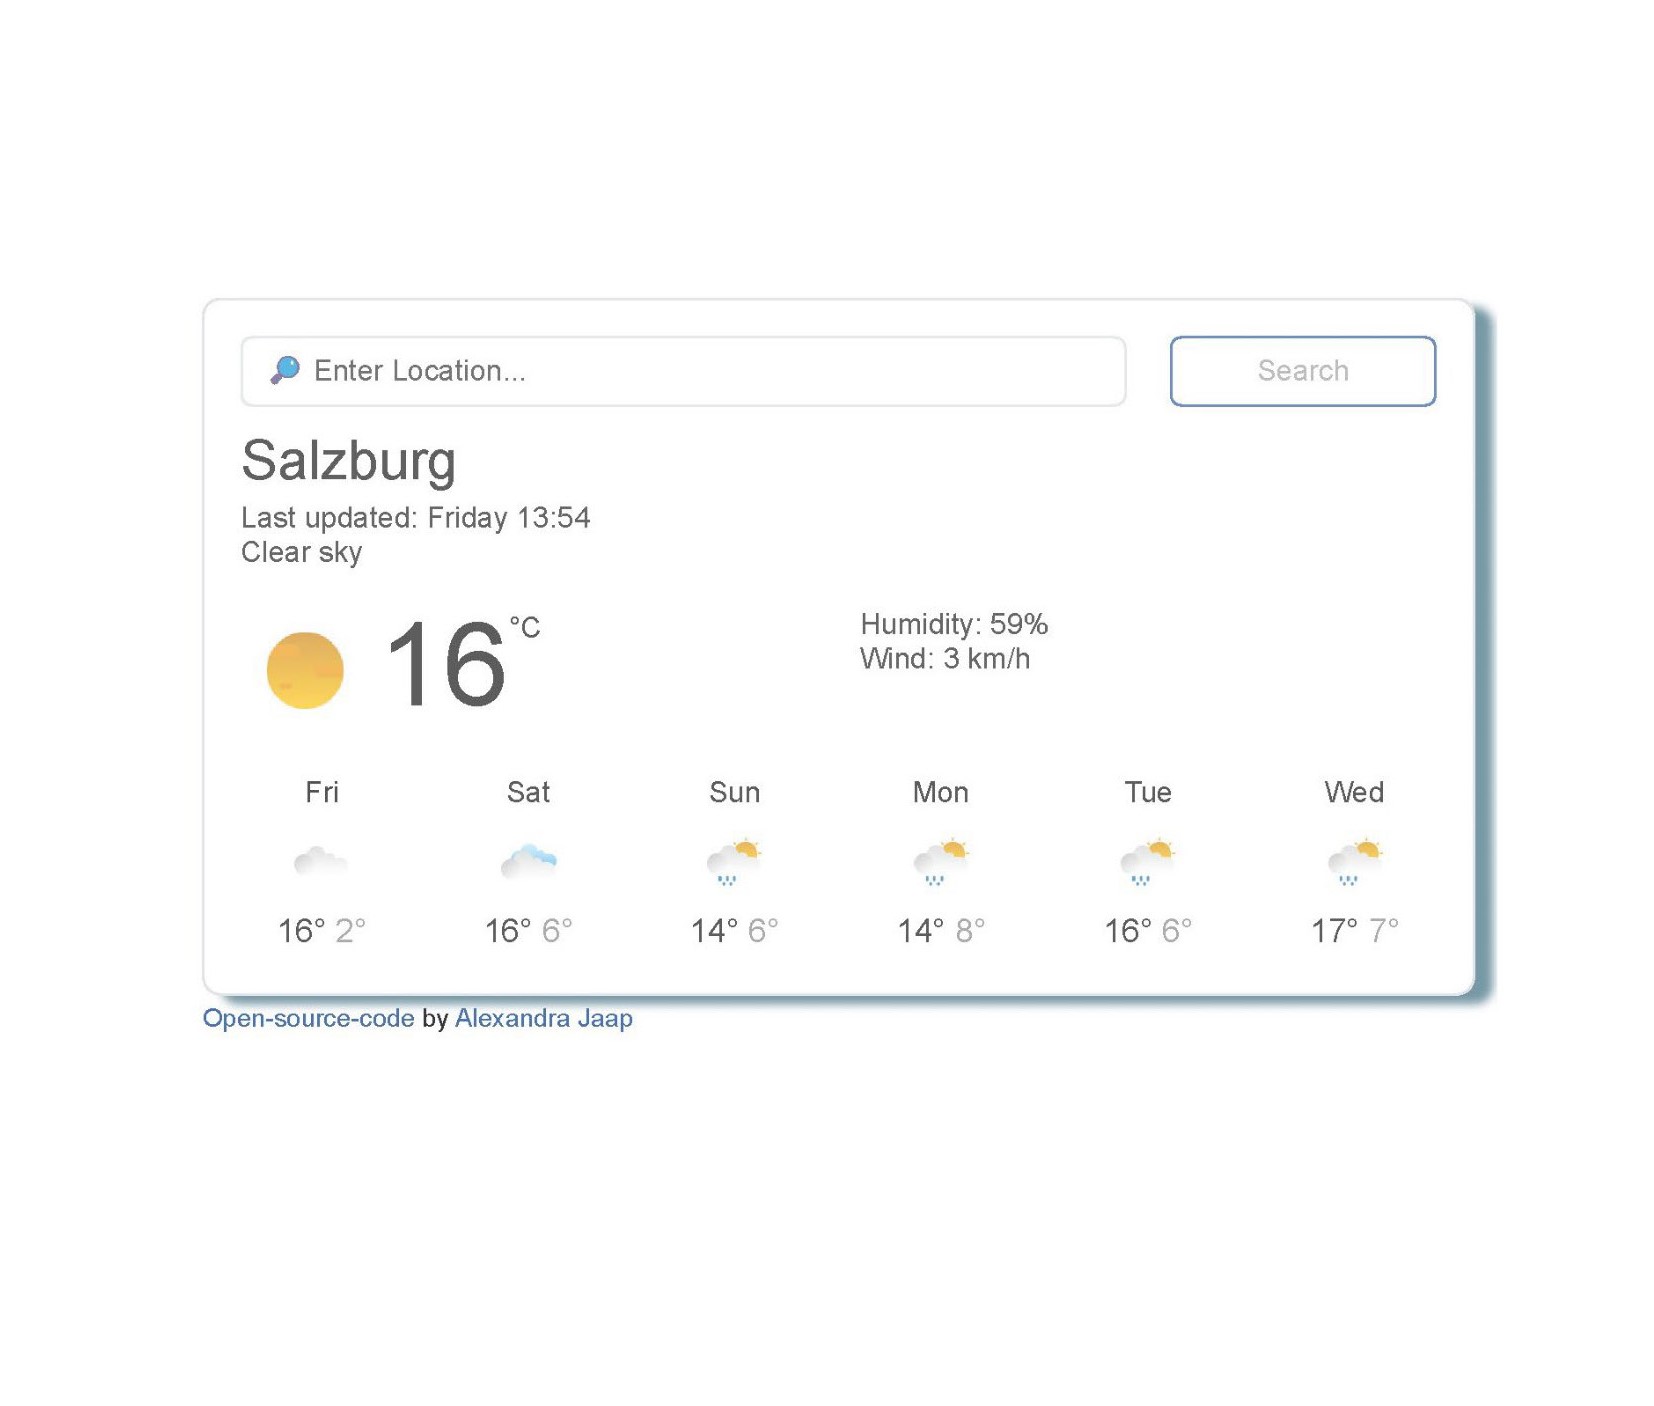 Enter Location...
Search
Salzburg
Last updated: Friday 13:54
Clear sky
16 °C
Humidity: 59%
Wind: 3 km/h
Fri Sat Sun Mon Tue Wed
16° 2° 16° 6° 14° 6° 14° 8° 16° 6° 17° 7°
Open-source-code by Alexandra Jaap